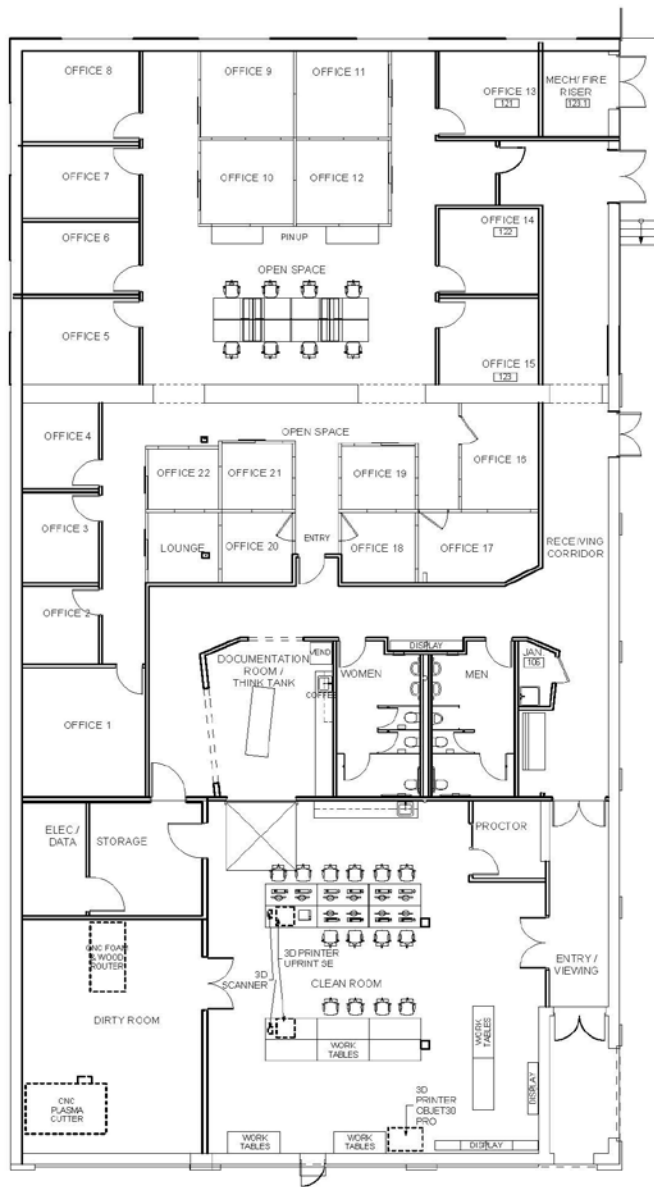 OFFICE 8
OFFICE 9
OFFICE 11
OFFICE 13
121
MECH/ FIRE
RISER
123.1
OFFICE 7
OFFICE 10
OFFICE 12
OFFICE 6
PINUP
OFFICE 14
122
OPEN SPACE
OFFICE 5
OFFICE 15
123
OPEN SPACE
OFFICE 4
OFFICE 22
OFFICE 21
OFFICE 19
OFFICE 16
OFFICE 3
LOUNGE
OFFICE 20
ENTRY
OFFICE 18
OFFICE 17
RECEIVING
CORRIDOR
OFFICE 2
DISPLAY
DOCUMENTATION
ROOM /
THINK TANK
VEND
COFFEE
WOMEN
MEN
JAN.
106
OFFICE 1
ELEC /
DATA
STORAGE
PROCTOR
CNC FOAM
& WOOD
ROUTER
3D PRINTER
UPRINT SE
3D
SCANNER
CLEAN ROOM
ENTRY /
VIEWING
DIRTY ROOM
WORK
TABLES
WORK
TABLES
CNC
PLASMA
CUTTER
3D
PRINTER
OBJET30
PRO
DISPLAY
WORK
TABLES
WORK
TABLES
DISPLAY